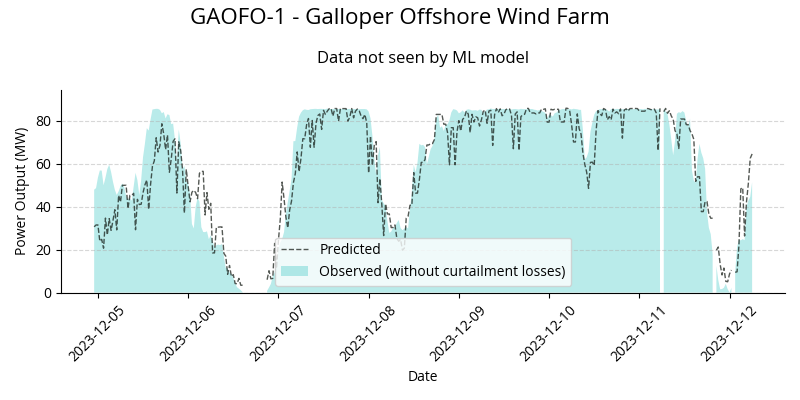 GAOFO-1 - Galloper Offshore Wind Farm
Data not seen by ML model
Power Output (MW)
80
60
40
20
0
Predicted
Observed (without curtailment losses)
2023-12-05
2023-12-06
2023-12-07
2023-12-08
2023-12-09
2023-12-10
2023-12-11
2023-12-12
Date